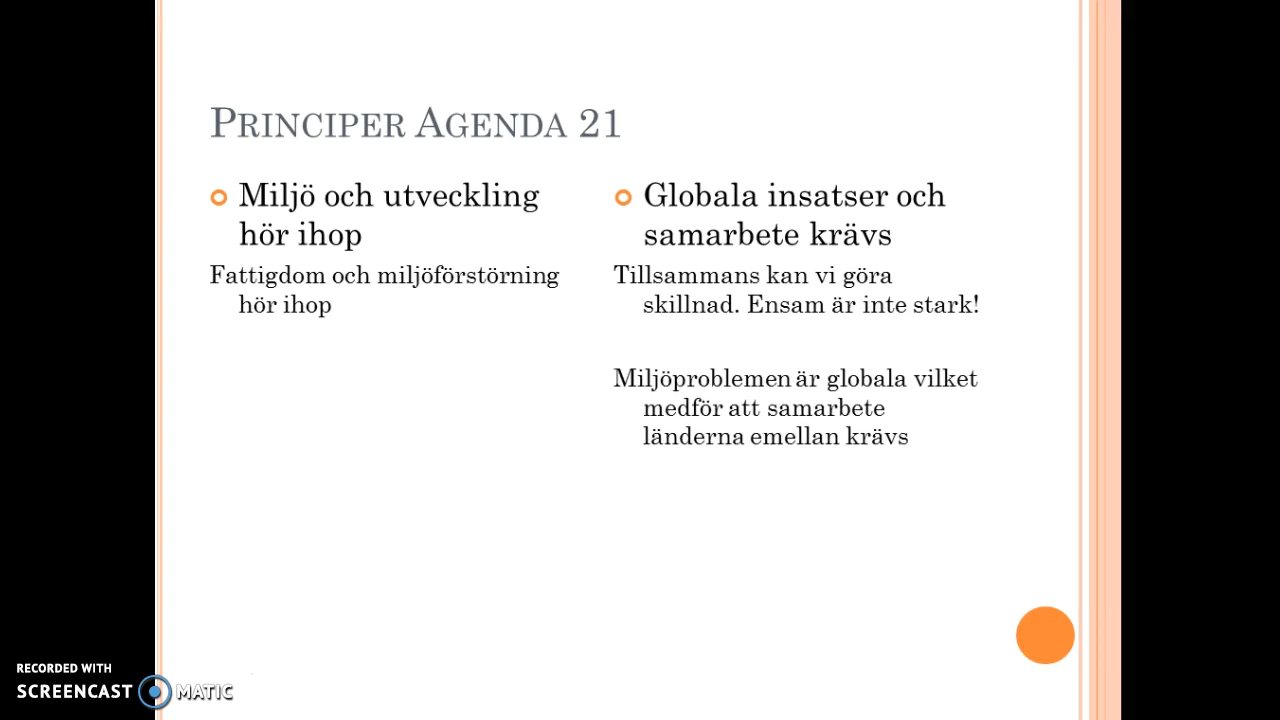 PRINCIPER AGENDA 21
Miljö och utveckling
hör ihop
Fattigdom och miljöförstörning
hör ihop
Globala insatser och
samarbete krävs
Tillsammans kan vi göra
skillnad. Ensam är inte stark!
Miljöproblemen är globala vilket
medför att samarbete
länderna emellan krävs
RECORDED WITH
SCREENCAST MATIC